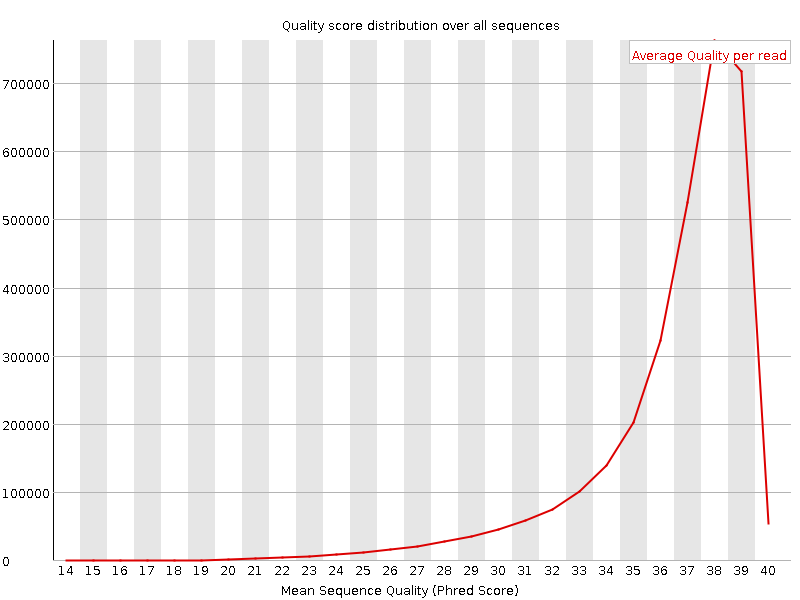 Quality score distribution over all sequences
Average Quality per read
700000
600000
500000
400000
300000
200000
100000
0
14 15 16 17 18 19 20 21 22 23 24 25 26 27 28 29 30 31 32 33 34 35 36 37 38 39 40
Mean Sequence Quality (Phred Score)